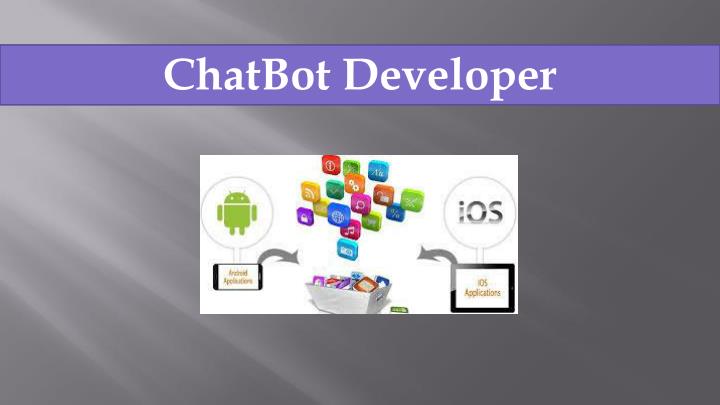 ChatBot Developer
iOS
Android
Applications
iOS
Applications